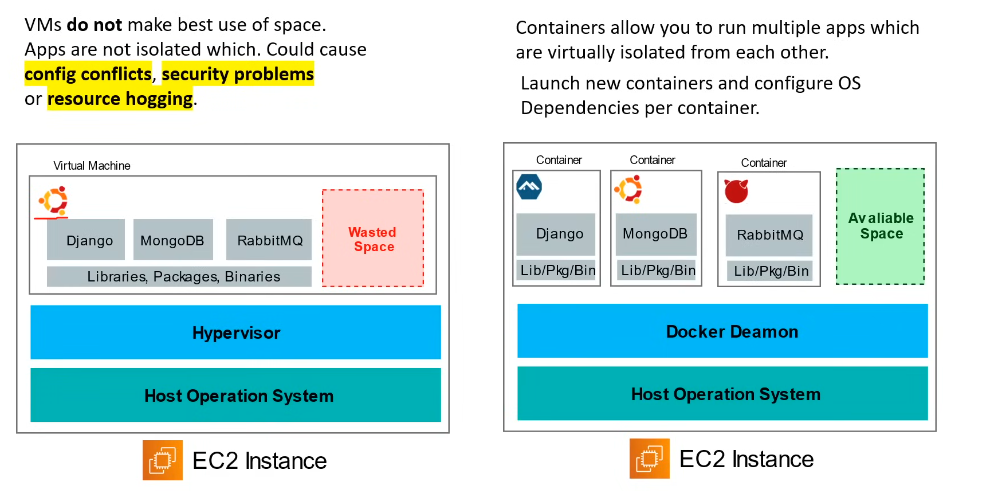 VMs do not make best use of space.
Apps are not isolated which. Could cause
config conflicts, security problems
or resource hogging.
Containers allow you to run multiple apps which
are virtually isolated from each other.
Launch new containers and configure OS
Dependencies per container.
Virtual Machine
Django
MongoDB
RabbitMQ
Libraries, Packages, Binaries
Wasted
Space
Hypervisor
Host Operation System
EC2 Instance
Container
Django
Lib/Pkg/Bin
Container
MongoDB
Lib/Pkg/Bin
Container
RabbitMQ
Lib/Pkg/Bin
Avaliable
Space
Docker Deamon
Host Operation System
EC2 Instance